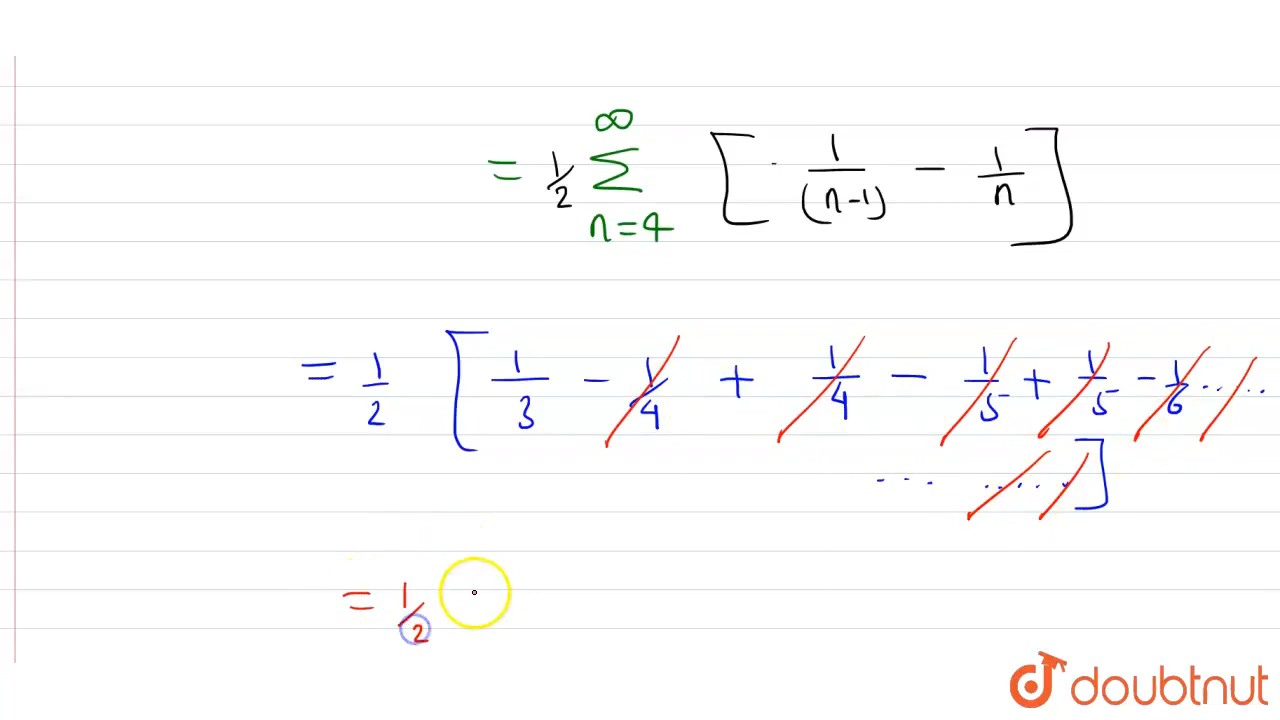 = 1/2 ∑_{n=4}^{∞} [ 1/(n-1) - 1/n ]
= 1/2 [ 1/3 - 1/4 + 1/4 - 1/5 + 1/5 - 1/6 .....
... ..... ]
= 1/2
doubtnut